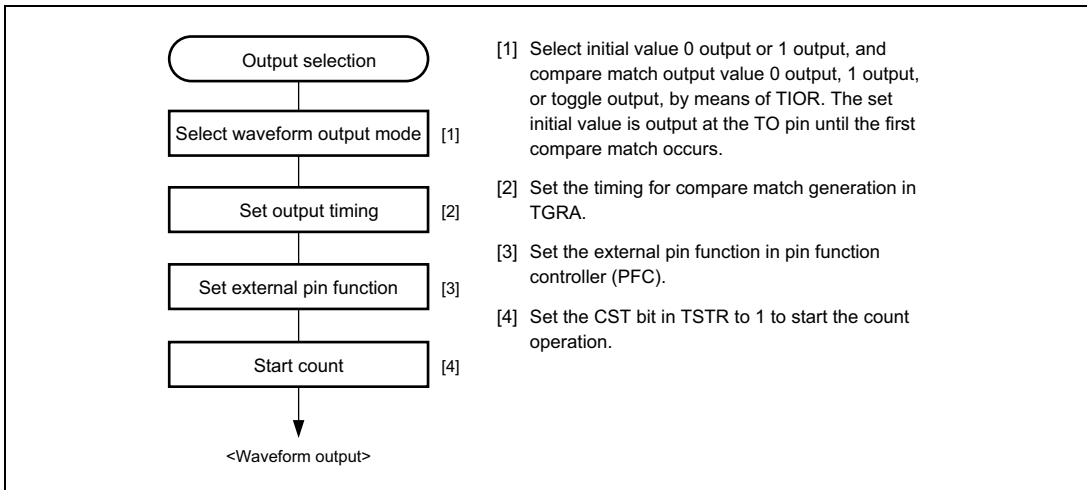 Output selection
Select waveform output mode [1]
Set output timing [2]
Set external pin function [3]
Start count [4]
<Waveform output>
[1] Select initial value 0 output or 1 output, and
compare match output value 0 output, 1 output,
or toggle output, by means of TIOR. The set
initial value is output at the TO pin until the first
compare match occurs.
[2] Set the timing for compare match generation in
TGRA.
[3] Set the external pin function in pin function
controller (PFC).
[4] Set the CST bit in TSTR to 1 to start the count
operation.